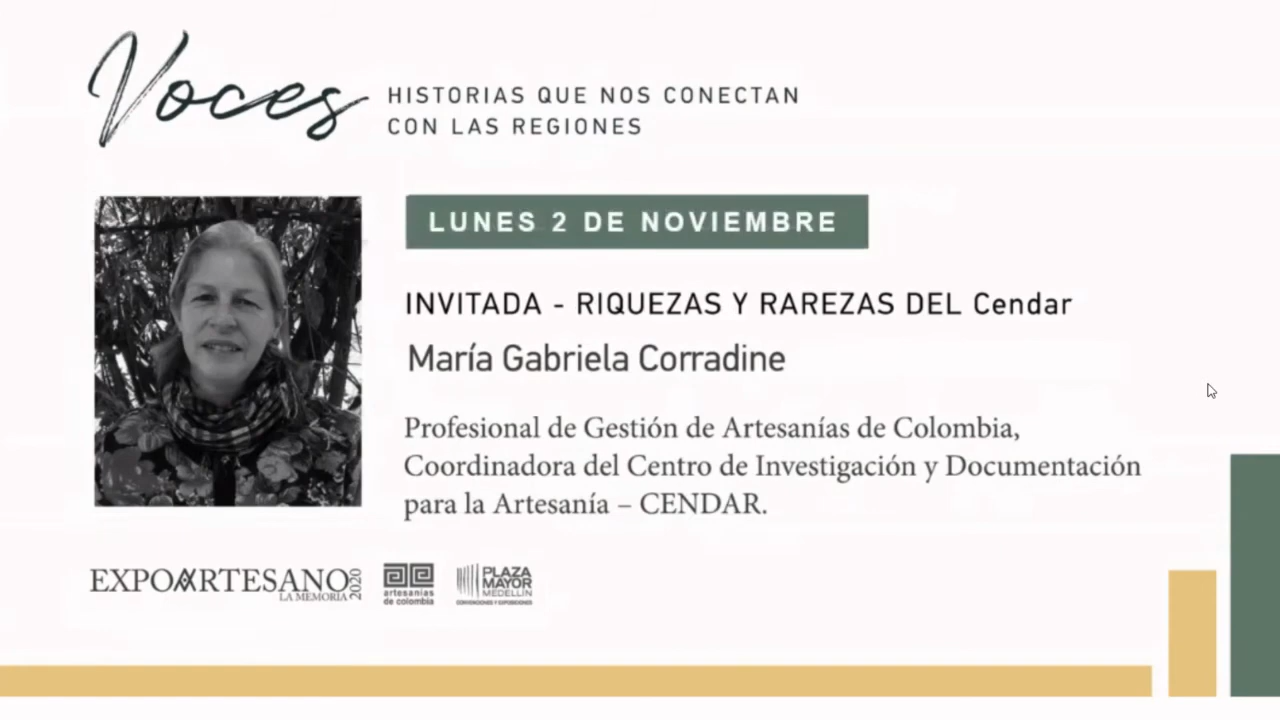 Voces
HISTORIAS QUE NOS CONECTAN
CON LAS REGIONES
LUNES 2 DE NOVIEMBRE
INVITADA - RIQUEZAS Y RAREZAS DEL Cendar
María Gabriela Corradine
Profesional de Gestión de Artesanías de Colombia,
Coordinadora del Centro de Investigación y Documentación
para la Artesanía – CENDAR.
EXPOARTESANO
LA MEMORIA
2020
artesanías
de colombia
PLAZA
MAYOR
MEDELLÍN
CONVENCIONES Y EXPOSICIONES